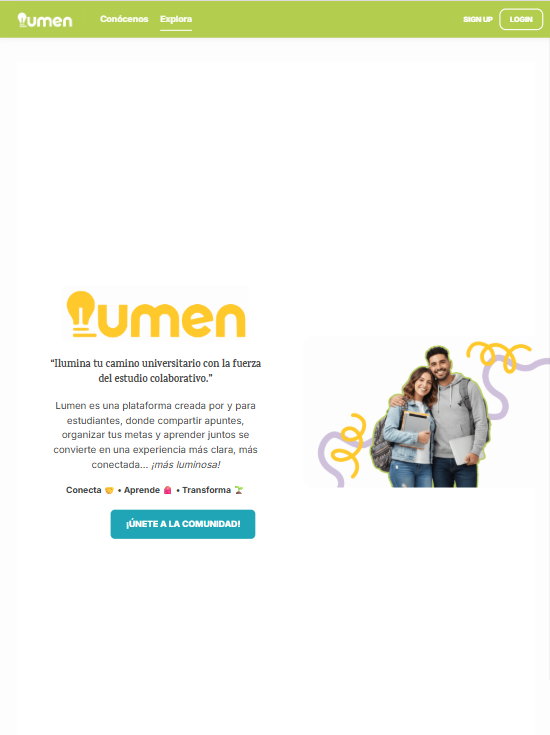 lumen Conócenos Explora SIGN UP LOGIN
lumen
“Ilumina tu camino universitario con la fuerza
del estudio colaborativo.”
Lumen es una plataforma creada por y para
estudiantes, donde compartir apuntes,
organizar tus metas y aprender juntos se
convierte en una experiencia más clara, más
conectada... ¡más luminosa!
Conecta 🤝 • Aprende 🎒 • Transforma 🌱
¡ÚNETE A LA COMUNIDAD!